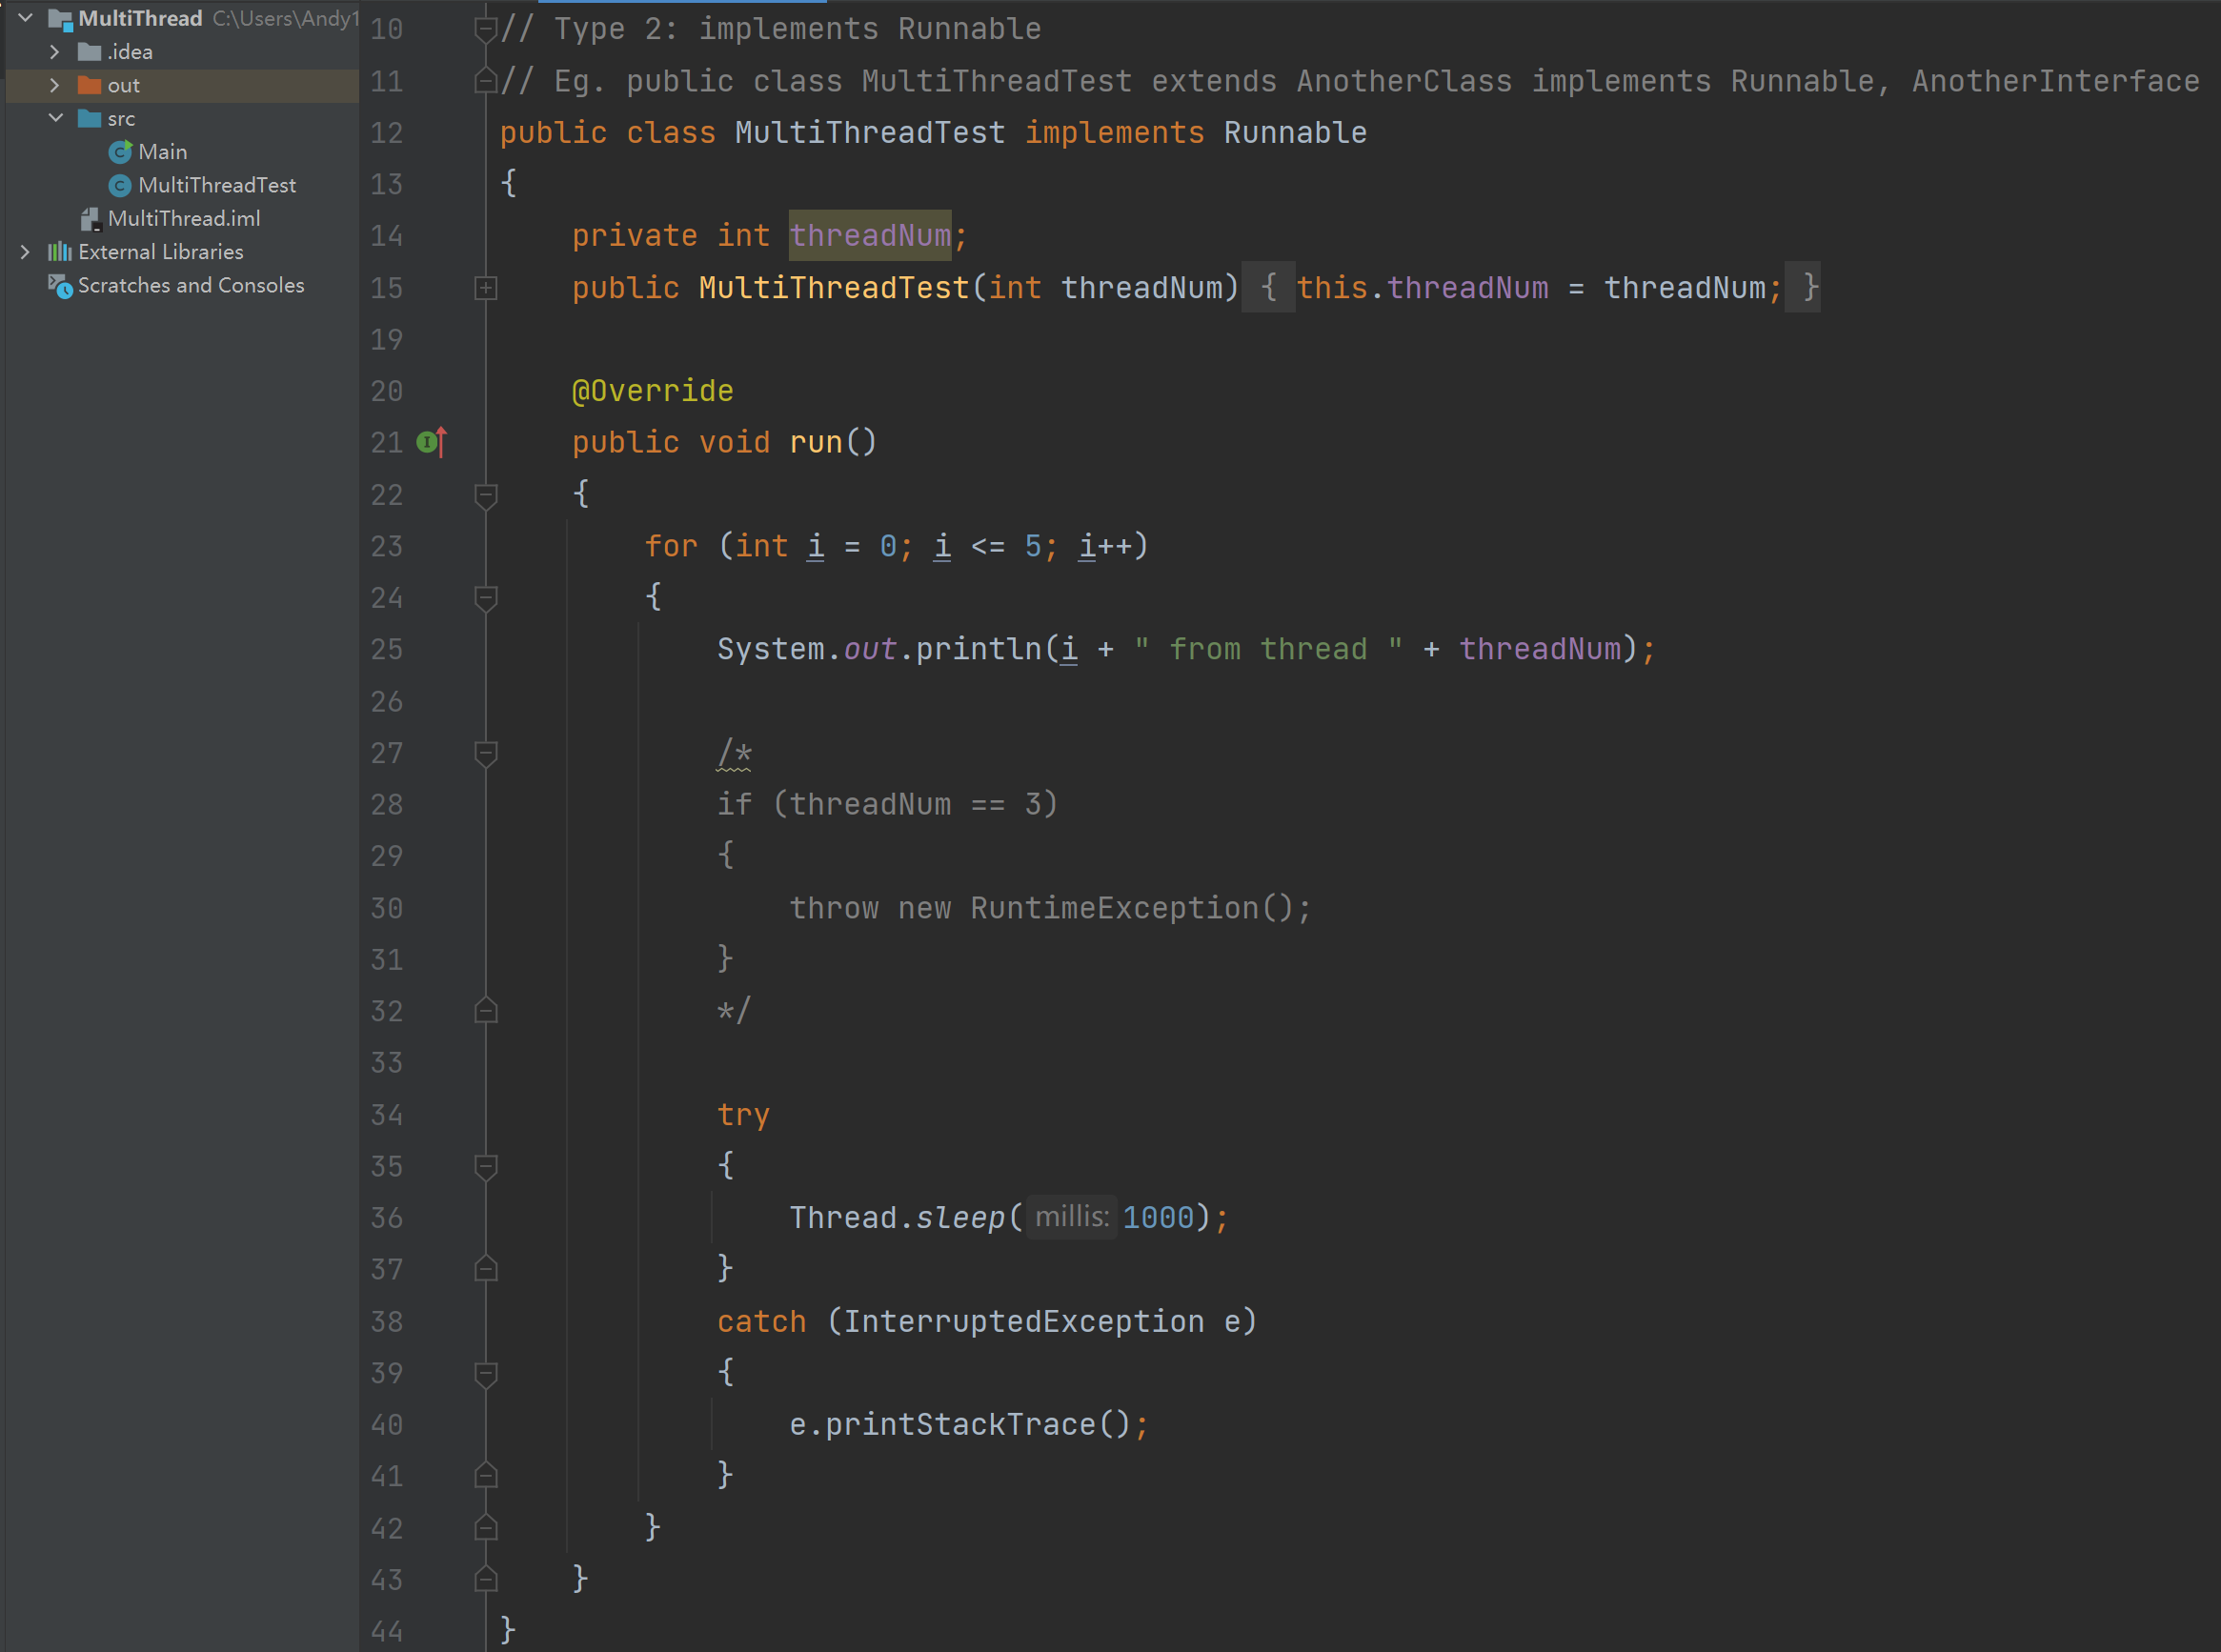 MultiThread C:\Users\Andy1
.idea
out
src
Main
MultiThreadTest
MultiThread.iml
External Libraries
Scratches and Consoles
10 // Type 2: implements Runnable
11 // Eg. public class MultiThreadTest extends AnotherClass implements Runnable, AnotherInterface
12 public class MultiThreadTest implements Runnable
13 {
14     private int threadNum;
15     public MultiThreadTest(int threadNum) { this.threadNum = threadNum; }
19
20     @Override
21     public void run()
22     {
23         for (int i = 0; i <= 5; i++)
24         {
25             System.out.println(i + " from thread " + threadNum);
26
27             /*
28             if (threadNum == 3)
29             {
30                 throw new RuntimeException();
31             }
32             */
33
34             try
35             {
36                 Thread.sleep( millis: 1000);
37             }
38             catch (InterruptedException e)
39             {
40                 e.printStackTrace();
41             }
42         }
43     }
44 }